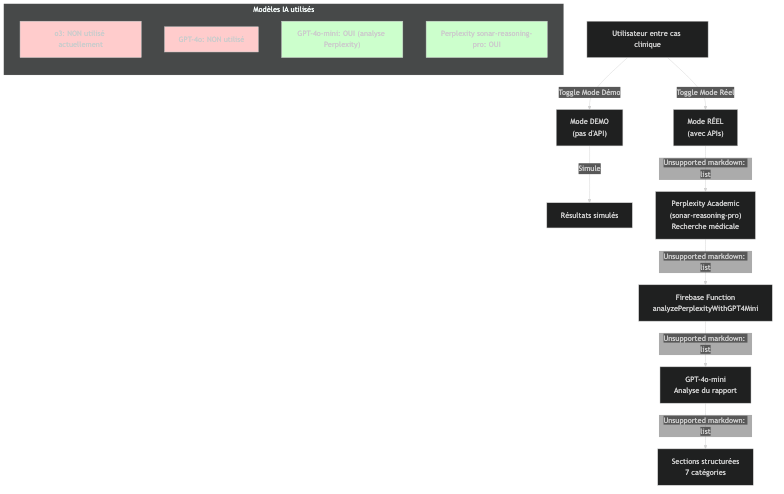 Modèles IA utilisés
o3: NON utilisé
actuellement
GPT-4o: NON utilisé
GPT-4o-mini: OUI (analyse
Perplexity)
Perplexity sonar-reasoning-
pro: OUI
Utilisateur entre cas
clinique
Toggle Mode Démo
Toggle Mode Réel
Mode DEMO
(pas d'API)
Mode RÉEL
(avec APIs)
Simule
Unsupported markdown:
list
Résultats simulés
Perplexity Academic
(sonar-reasoning-pro)
Recherche médicale
Unsupported markdown:
list
Firebase Function
analyzePerplexityWithGPT4Mini
Unsupported markdown:
list
GPT-4o-mini
Analyse du rapport
Unsupported markdown:
list
Sections structurées
7 catégories